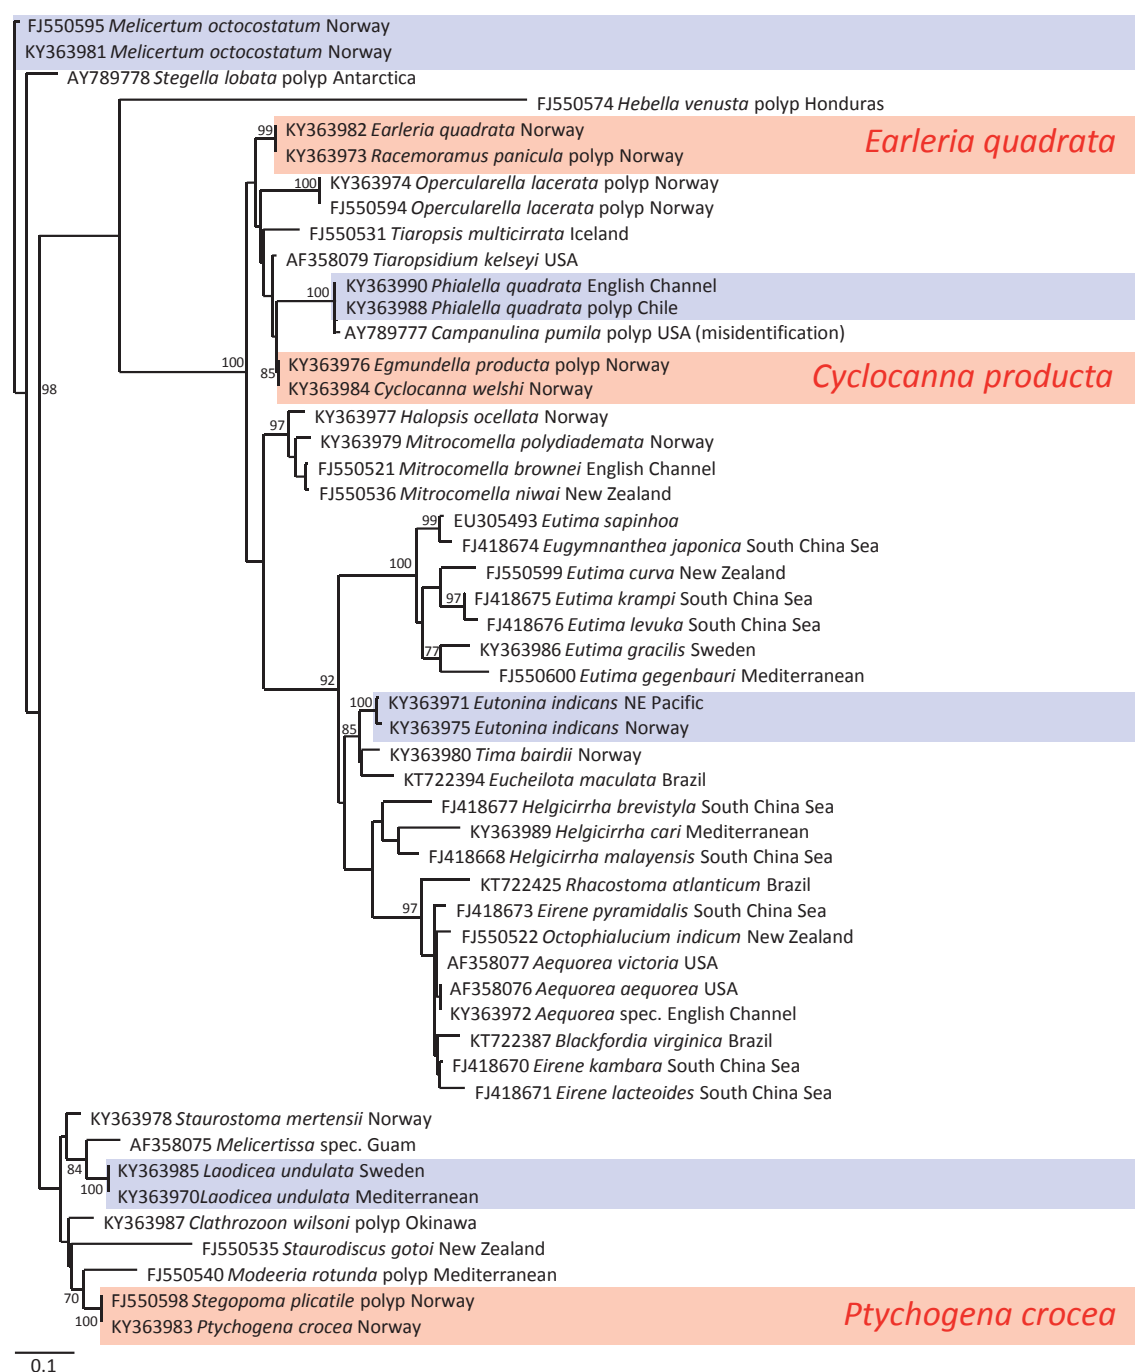 FJ550595 Melicertum octocostatum Norway
KY363981 Melicertum octocostatum Norway
AY789778 Stegella lobata polyp Antarctica
FJ550574 Hebella venusta polyp Honduras
99
KY363982 Earleria quadrata Norway
Earleria quadrata
KY363973 Racemoramus panicula polyp Norway
100
KY363974 Opercularella lacerata polyp Norway
FJ550594 Opercularella lacerata polyp Norway
FJ550531 Tiaropsis multicirrata Iceland
AF358079 Tiaropsidium kelseyi USA
100
KY363990 Phialella quadrata English Channel
KY363988 Phialella quadrata polyp Chile
AY789777 Campanulina pumila polyp USA (misidentification)
100
85
KY363976 Egmundella producta polyp Norway
Cyclocanna producta
KY363984 Cyclocanna welshi Norway
98
97
KY363977 Halopsis ocellata Norway
KY363979 Mitrocomella polydiademata Norway
FJ550521 Mitrocomella brownei English Channel
FJ550536 Mitrocomella niwai New Zealand
99
EU305493 Eutima sapinhoa
FJ418674 Eugymnanthea japonica South China Sea
100
FJ550599 Eutima curva New Zealand
97
FJ418675 Eutima krampi South China Sea
FJ418676 Eutima levuka South China Sea
77
KY363986 Eutima gracilis Sweden
FJ550600 Eutima gegenbauri Mediterranean
92
100
KY363971 Eutonina indicans NE Pacific
KY363975 Eutonina indicans Norway
85
KY363980 Tima bairdii Norway
KT722394 Eucheilota maculata Brazil
FJ418677 Helgicirrha brevistyla South China Sea
KY363989 Helgicirrha cari Mediterranean
FJ418668 Helgicirrha malayensis South China Sea
KT722425 Rhacostoma atlanticum Brazil
97
FJ418673 Eirene pyramidalis South China Sea
FJ550522 Octophialucium indicum New Zealand
AF358077 Aequorea victoria USA
AF358076 Aequorea aequorea USA
KY363972 Aequorea spec. English Channel
KT722387 Blackfordia virginica Brazil
FJ418670 Eirene kambara South China Sea
FJ418671 Eirene lacteoides South China Sea
KY363978 Staurostoma mertensii Norway
AF358075 Melicertissa spec. Guam
84
KY363985 Laodicea undulata Sweden
100
KY363970Laodicea undulata Mediterranean
KY363987 Clathrozoon wilsoni polyp Okinawa
FJ550535 Staurodiscus gotoi New Zealand
FJ550540 Modeeria rotunda polyp Mediterranean
70
FJ550598 Stegopoma plicatile polyp Norway
Ptychogena crocea
100
KY363983 Ptychogena crocea Norway
0.1